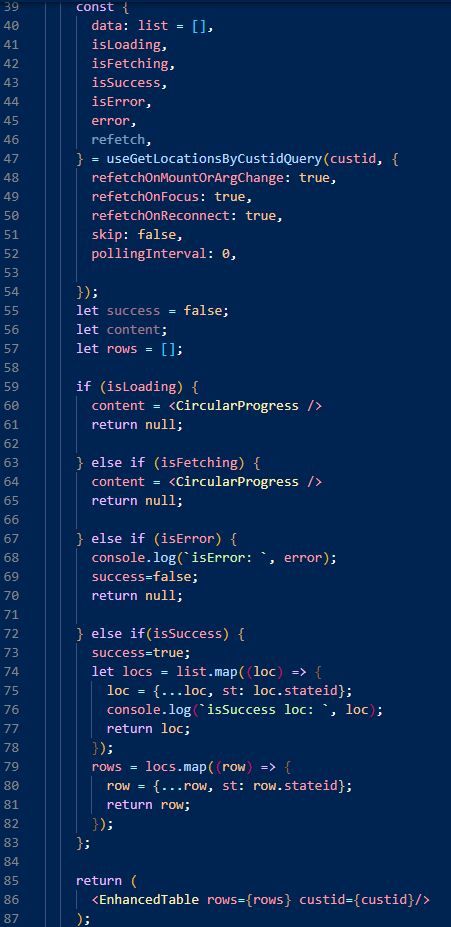 39 const {
40 data: list = [],
41 isLoading,
42 isFetching,
43 isSuccess,
44 isError,
45 error,
46 refetch,
47 } = useGetLocationsByCustidQuery(custid, {
48 refetchOnMountOrArgChange: true,
49 refetchOnFocus: true,
50 refetchOnReconnect: true,
51 skip: false,
52 pollingInterval: 0,
53
54 });
55 let success = false;
56 let content;
57 let rows = [];
58
59 if (isLoading) {
60 content = <CircularProgress />
61 return null;
62
63 } else if (isFetching) {
64 content = <CircularProgress />
65 return null;
66
67 } else if (isError) {
68 console.log(`isError: `, error);
69 success=false;
70 return null;
71
72 } else if(isSuccess) {
73 success=true;
74 let locs = list.map((loc) => {
75 loc = {...loc, st: loc.stateid};
76 console.log(`isSuccess loc: `, loc);
77 return loc;
78 });
79 rows = locs.map((row) => {
80 row = {...row, st: row.stateid};
81 return row;
82 });
83 };
84
85 return (
86 <EnhancedTable rows={rows} custid={custid}/>
87 );